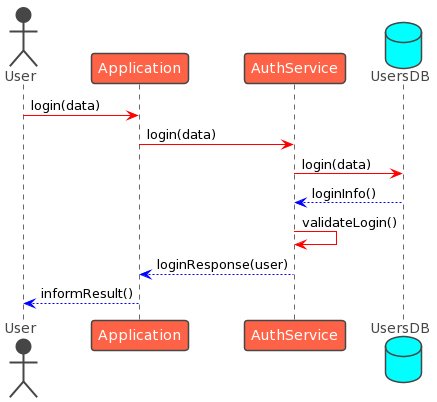 User
Application
AuthService
UsersDB
login(data)
login(data)
login(data)
loginInfo()
validateLogin()
loginResponse(user)
informResult()
User
Application
AuthService
UsersDB